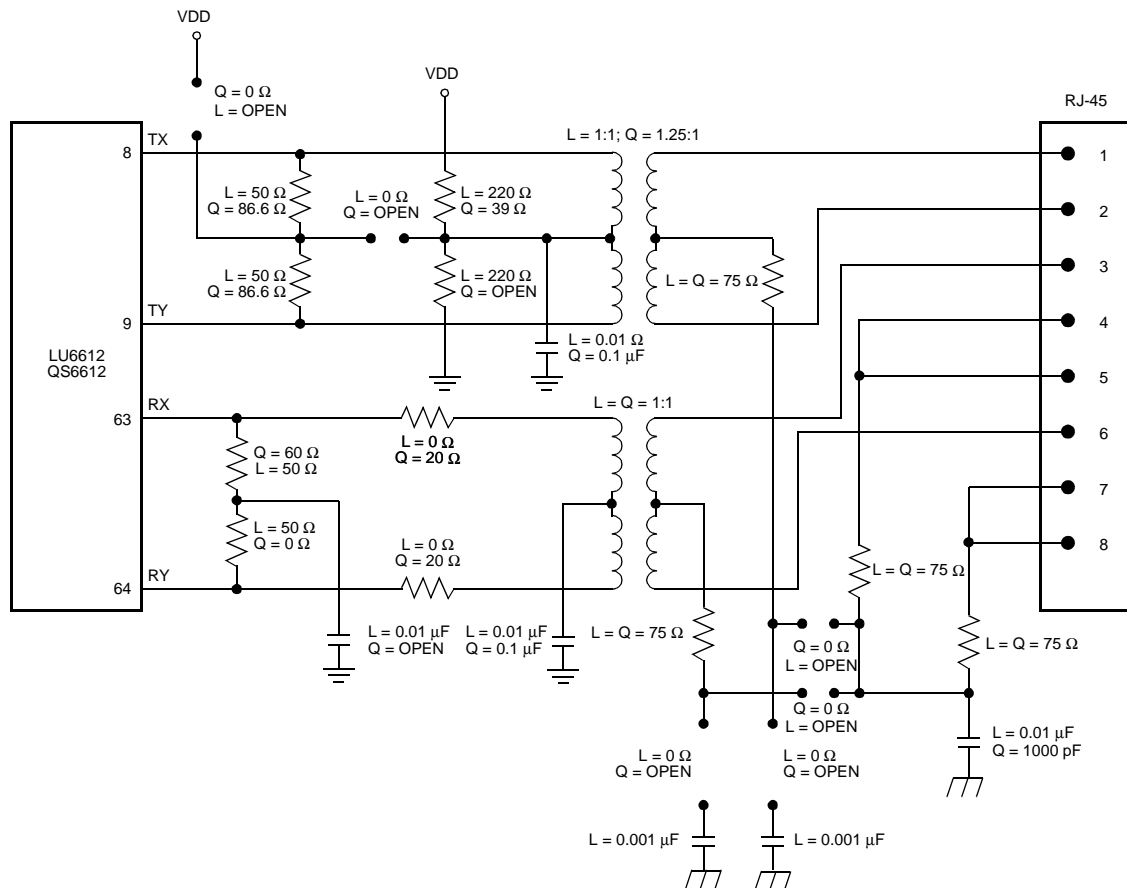 VDD
Q = 0 Ω
L = OPEN
VDD
RJ-45
8
TX
L = 1:1; Q = 1.25:1
1
L = 50 Ω
Q = 86.6 Ω
L = 0 Ω
Q = OPEN
L = 220 Ω
Q = 39 Ω
2
L = 50 Ω
Q = 86.6 Ω
L = 220 Ω
Q = OPEN
L = Q = 75 Ω
3
9
TY
4
L = 0.01 Ω
Q = 0.1 μF
LU6612
QS6612
5
63
RX
L = Q = 1:1
6
L = 0 Ω
Q = 20 Ω
Q = 60 Ω
L = 50 Ω
7
L = 50 Ω
Q = 0 Ω
L = 0 Ω
Q = 20 Ω
8
64
RY
L = Q = 75 Ω
L = 0.01 μF
Q = OPEN
L = 0.01 μF
Q = 0.1 μF
L = Q = 75 Ω
L = Q = 75 Ω
Q = 0 Ω
L = OPEN
Q = 0 Ω
L = OPEN
L = 0.01 μF
Q = 1000 pF
L = 0 Ω
Q = OPEN
L = 0 Ω
Q = OPEN
L = 0.001 μF
L = 0.001 μF